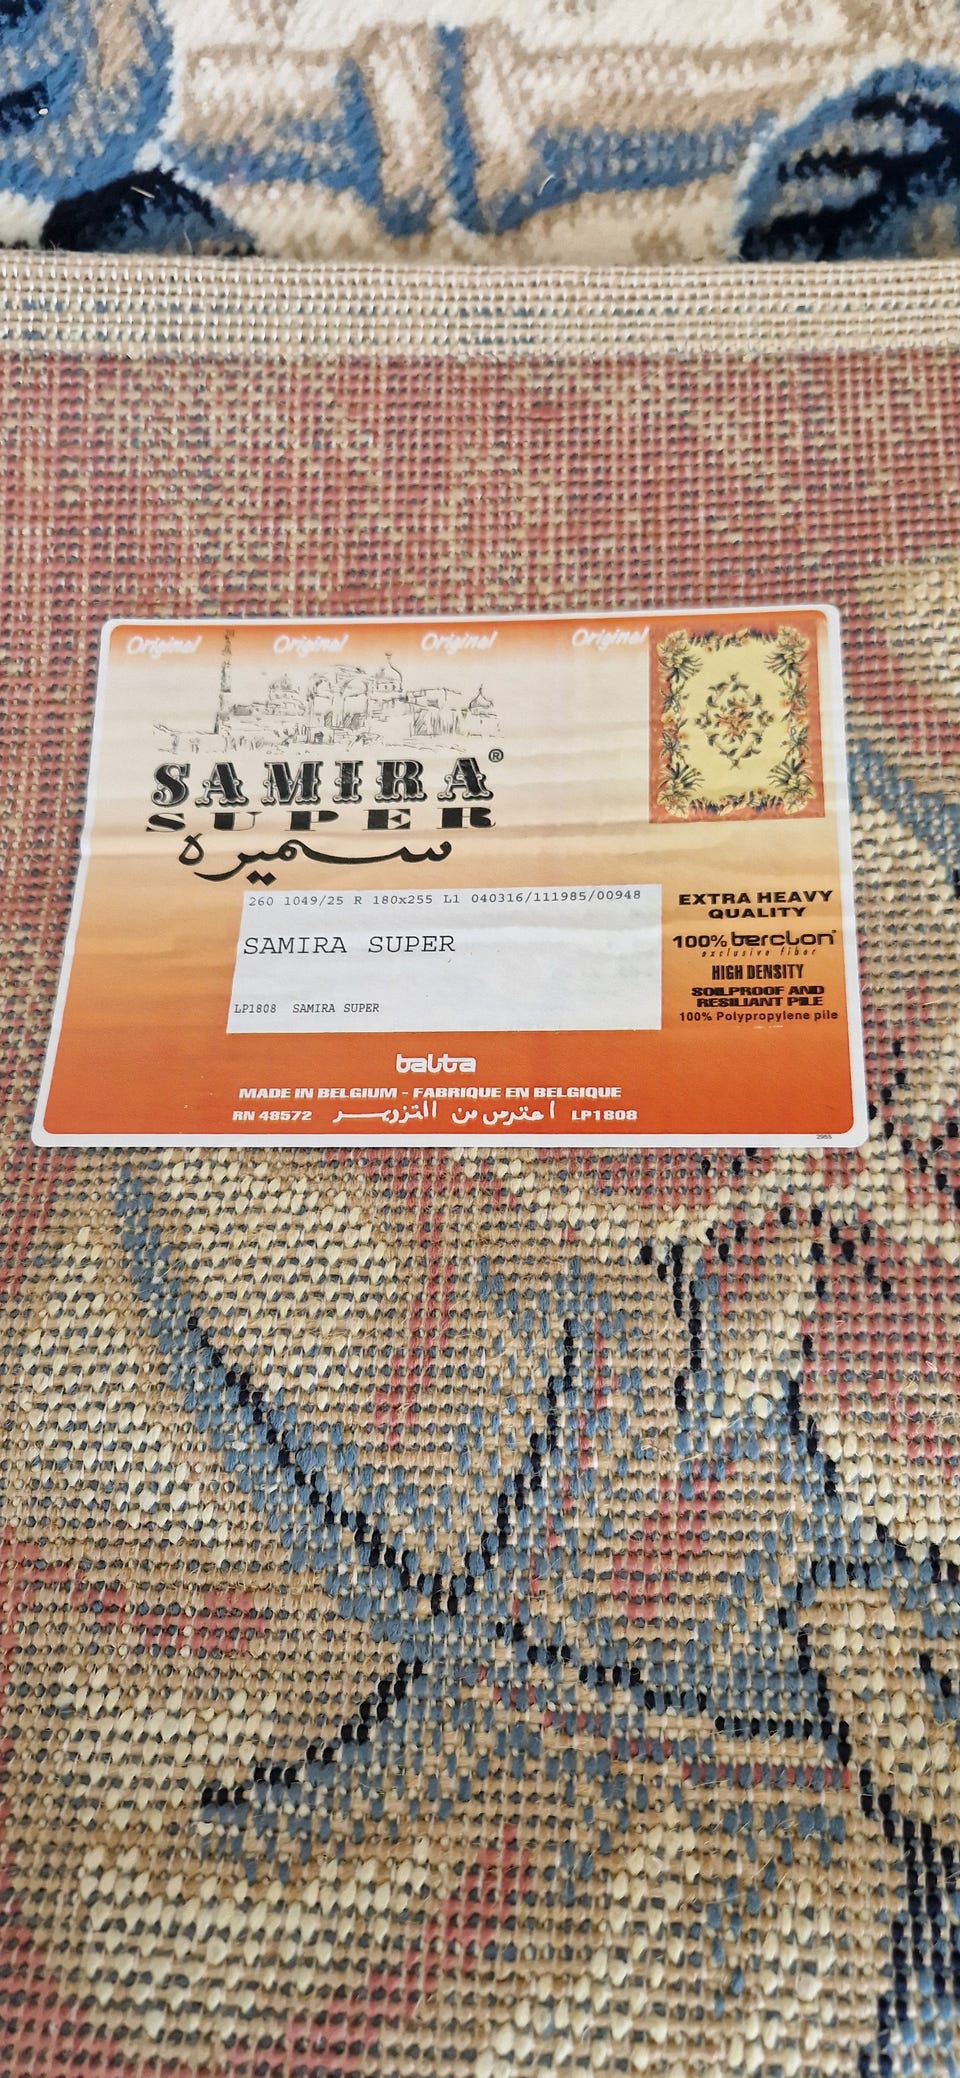 Original Original Original Original
SAMIRA®
SUPER
سميره
260 1049/25 R 180x255 L1 040316/111985/00948
SAMIRA SUPER
LP1808 SAMIRA SUPER
EXTRA HEAVY
QUALITY
100% berclon®
exclusive fiber
HIGH DENSITY
SOILPROOF AND
RESILIANT PILE
100% Polypropylene pile
balta
MADE IN BELGIUM - FABRIQUE EN BELGIQUE
RN 48572 احترس من التزوير LP1808
2955